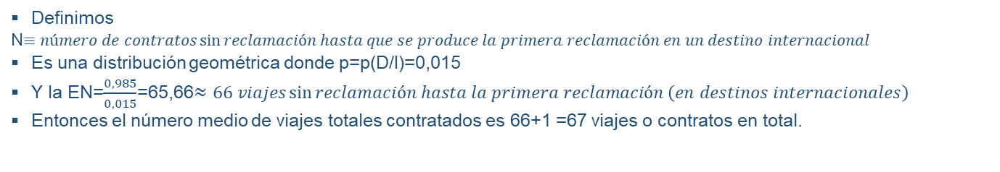 ▪ Definimos
N≡ número de contratos sin reclamación hasta que se produce la primera reclamación en un destino internacional
▪ Es una distribución geométrica donde p=p(D/I)=0,015
▪ Y la EN=0,985/0,015=65,66≈ 66 viajes sin reclamación hasta la primera reclamación (en destinos internacionales)
▪ Entonces el número medio de viajes totales contratados es 66+1 =67 viajes o contratos en total.